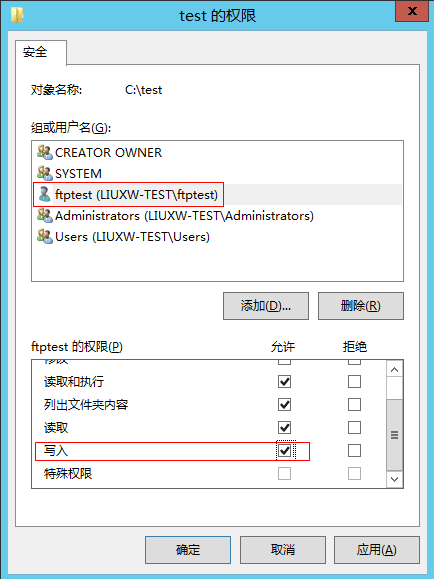 test 的权限
安全
对象名称: C:\test
组或用户名(G):
CREATOR OWNER
SYSTEM
ftptest (LIUXW-TEST\ftptest)
Administrators (LIUXW-TEST\Administrators)
Users (LIUXW-TEST\Users)
添加(D)... 删除(R)
ftptest 的权限(P) 允许 拒绝
修改
读取和执行
列出文件夹内容
读取
写入
特殊权限
确定 取消 应用(A)